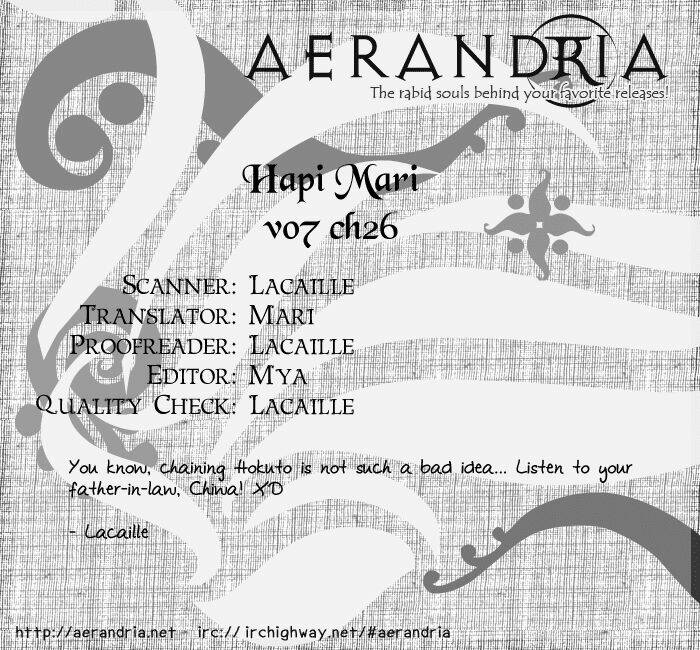 AERANDRIA
The rabid souls behind your favorite releases!
Hapi Mari
v07 ch26
Scanner: Lacaille
Translator: Mari
Proofreader: Lacaille
Editor: Mya
Quality Check: Lacaille
You know, chaining Hokuto is not such a bad idea... Listen to your
father-in-law, Chiwa! XD
- Lacaille
http://aerandria.net - irc://irchighway.net/#aerandria